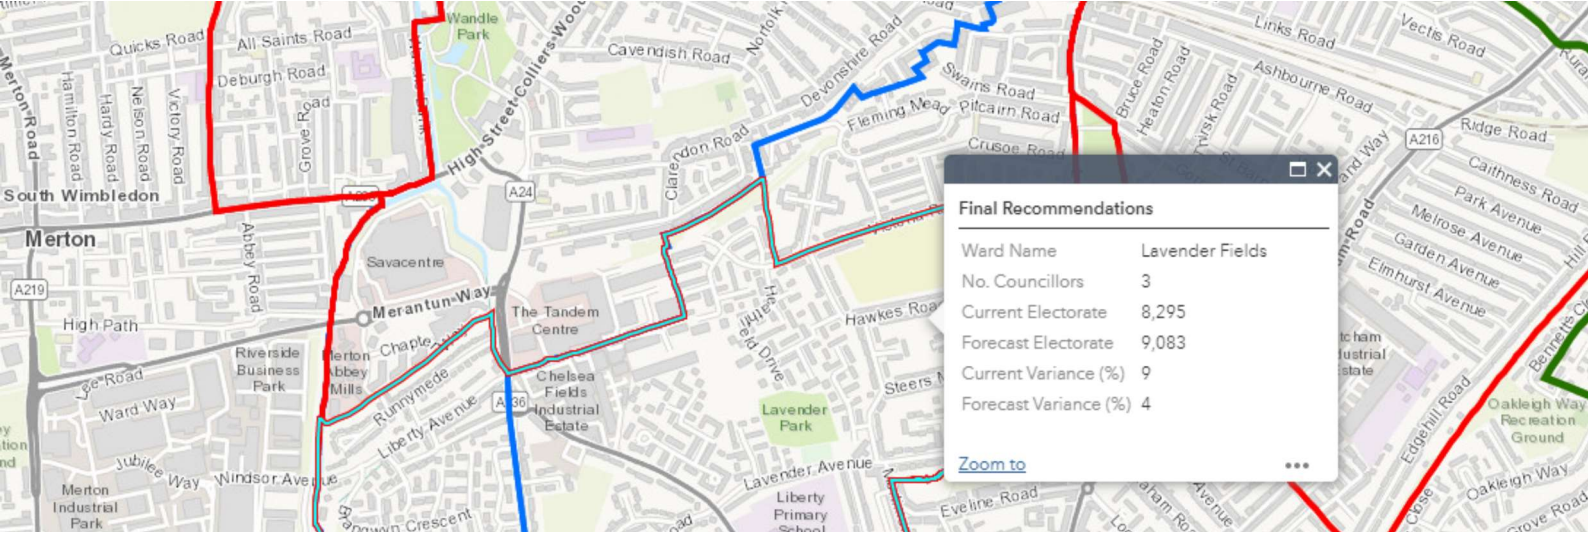 Wandle
Park
Quicks Road
All Saints Road
Cavendish Road
Devonshire Road
Links Road
Vectis Road
Merton Road
Hamilton Road
Hardy Road
Nelson Road
Victory Road
Deburgh Road
Grove Road
High Street Colliers Wood
Swains Road
Fleming Mead
Pitcairn Road
Bruce Road
Heaton Road
Ashbourne Road
A216
Ridge Road
Clarendon Road
Crusoe Road
Caithness Road
South Wimbledon
A24
Park Avenue
Melrose Avenue
Garden Avenue
Elmhurst Avenue
Merton
Abbey Road
Savacentre
A219
Merantun Way
High Path
The Tandem
Centre
Hawkes Roa
Final Recommendations
Ward Name Lavender Fields
No. Councillors 3
Current Electorate 8,295
Forecast Electorate 9,083
Current Variance (%) 9
Forecast Variance (%) 4
Zoom to
Riverside
Business
Park
Merton
Abbey
Mills
Chaple
Runnymede
Liberty Avenue
Chelsea
Fields
Industrial
Estate
Lee Road
Ward Way
Lavender
Park
Steers M
Edgehill Road
Oakleigh Way
Recreation
Ground
Jubilee Way
Windsor Avenue
Merton
Industrial
Park
Lavender Avenue
Liberty
Primary
School
Eveline Road
Oakleigh Way
Grove Road